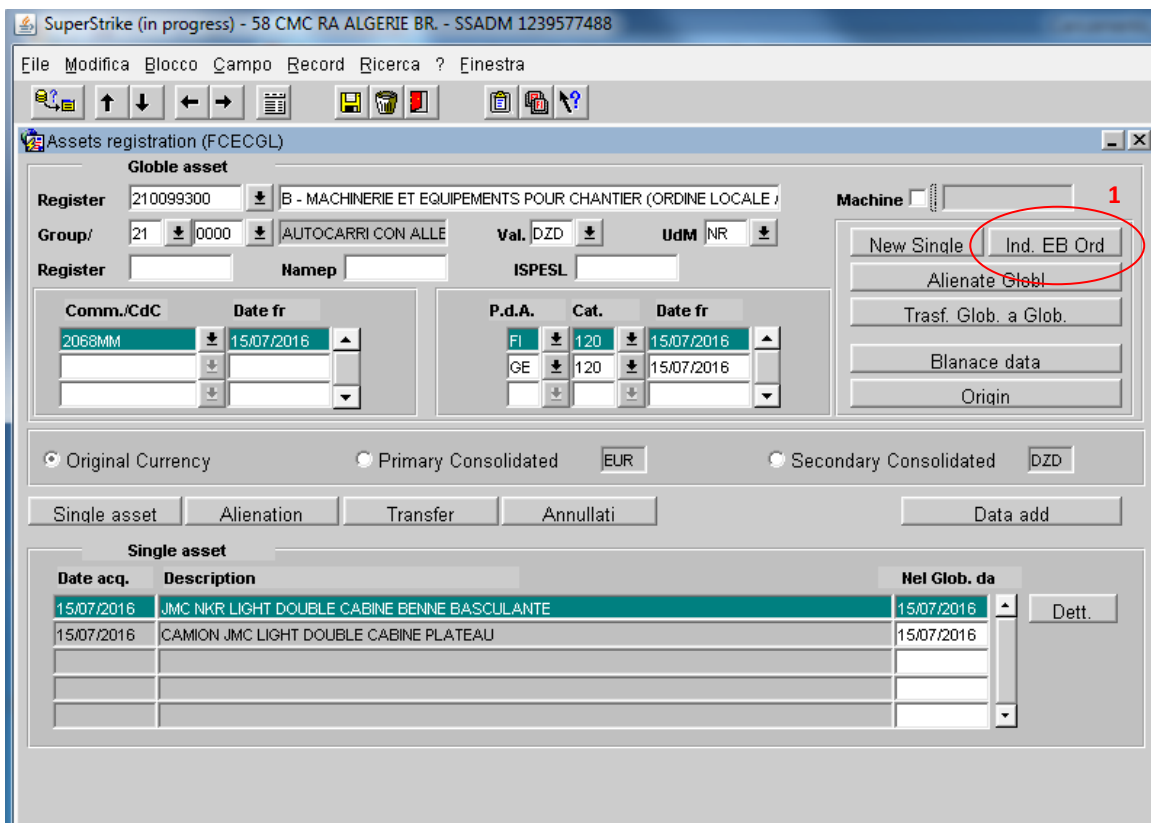 SuperStrike (in progress) - 58 CMC RA ALGERIE BR. - SSADM 1239577488
File Modifica Blocco Campo Record Ricerca ? Finestra
Assets registration (FCECGL)
Globle asset
Register 210099300 B - MACHINERIE ET EQUIPEMENTS POUR CHANTIER (ORDINE LOCALE Machine 1
Group/ 21 0000 AUTOCARRI CON ALLE Val. DZD UdM NR New Single Ind. EB Ord
Register Namep ISPESL Alienate Globl
Comm./CdC Date fr P.d.A. Cat. Date fr Trasf. Glob. a Glob.
2068MM 15/07/2016 FI 120 15/07/2016
GE 120 15/07/2016 Blanace data
Origin
Original Currency Primary Consolidated EUR Secondary Consolidated DZD
Single asset Alienation Transfer Annullati Data add
Single asset
Date acq. Description Nel Glob. da
15/07/2016 JMC NKR LIGHT DOUBLE CABINE BENNE BASCULANTE 15/07/2016 Dett.
15/07/2016 CAMION JMC LIGHT DOUBLE CABINE PLATEAU 15/07/2016